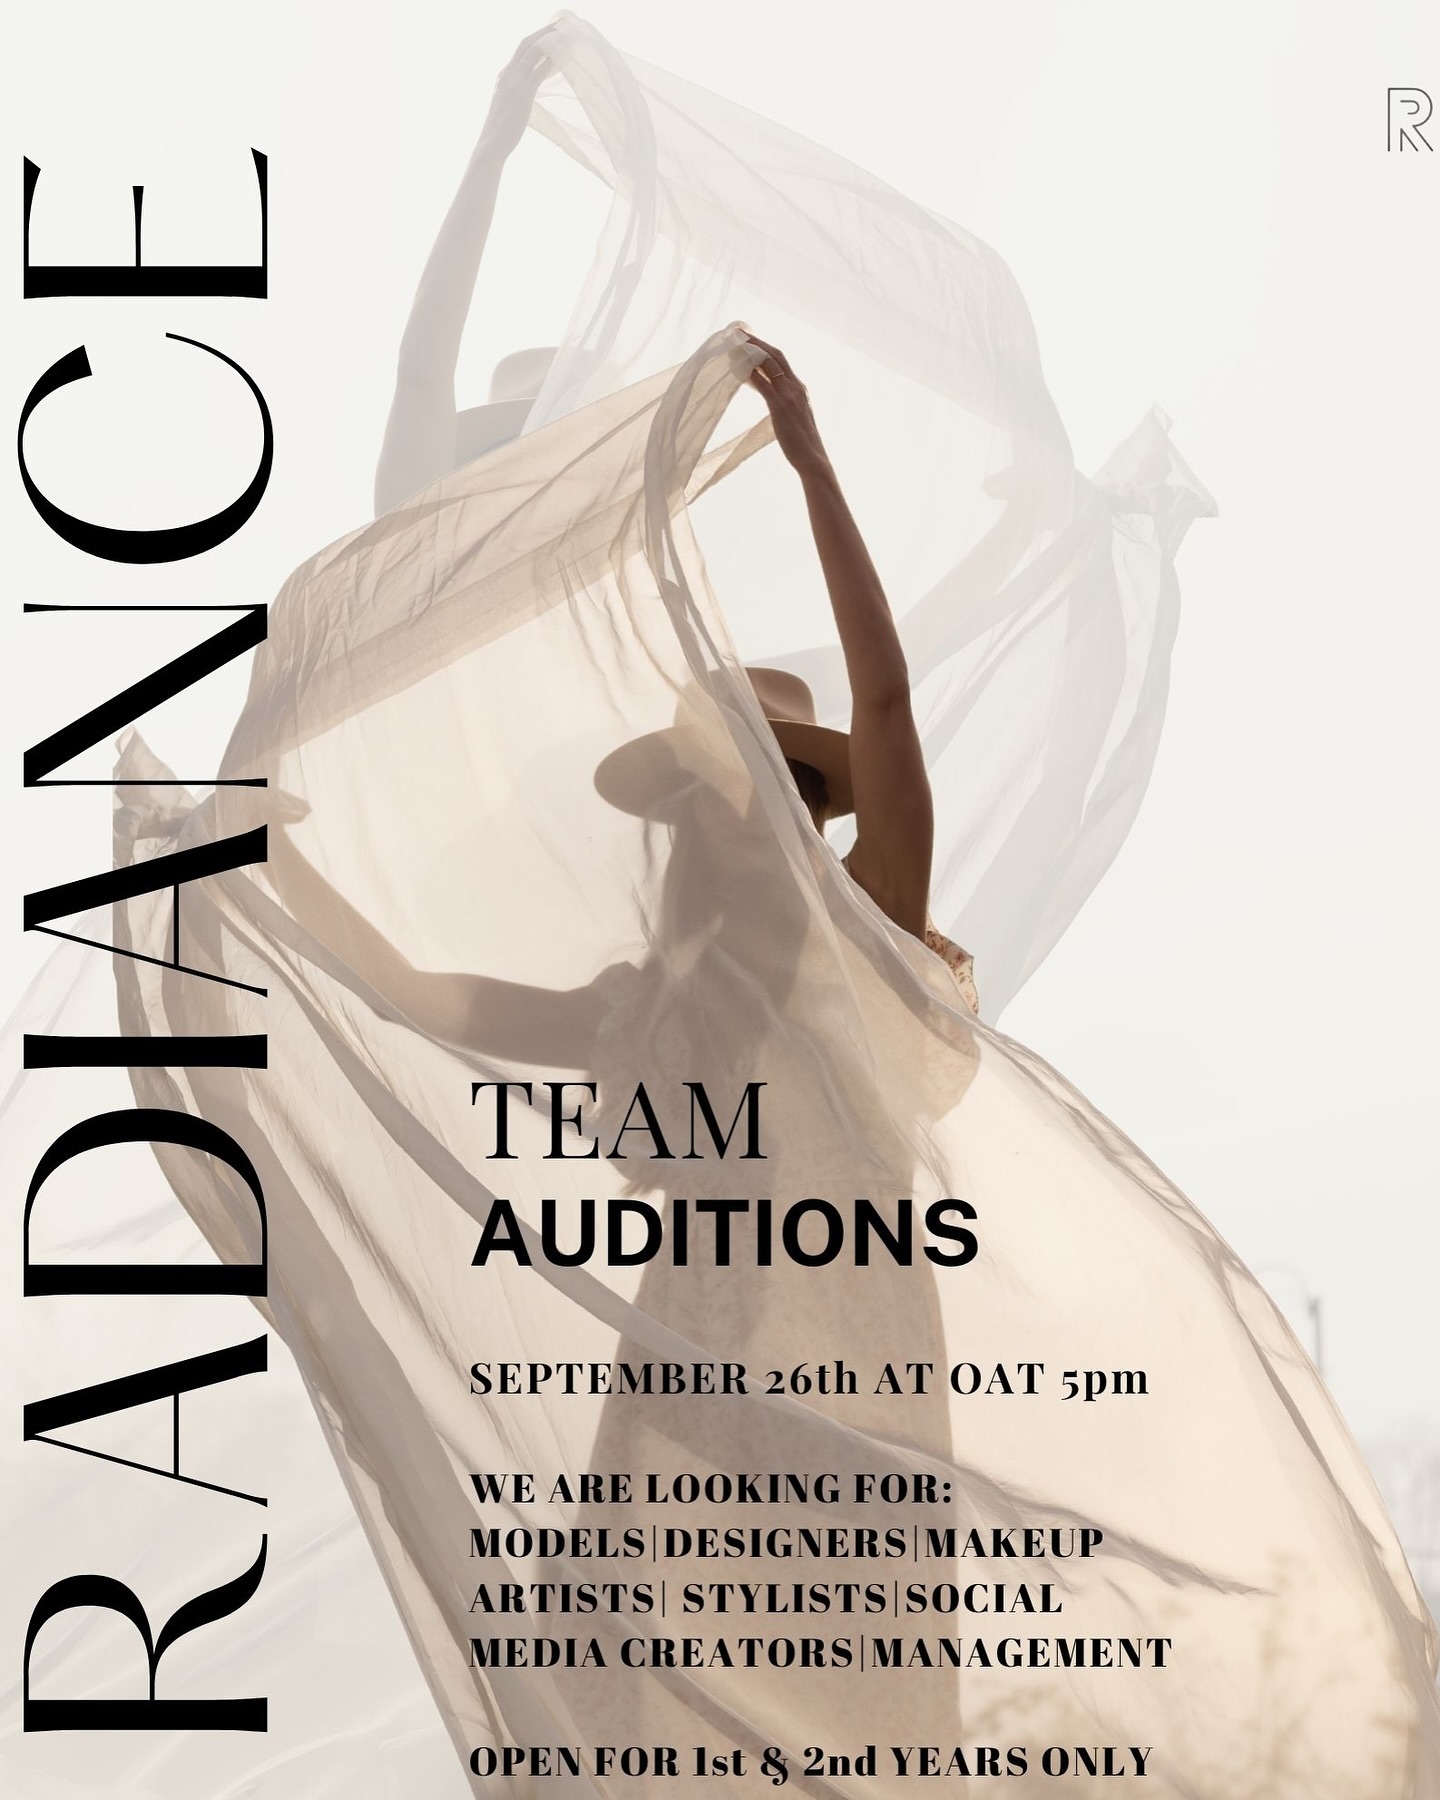 RADIANCE
R
TEAM
AUDITIONS
SEPTEMBER 26th AT OAT 5pm
WE ARE LOOKING FOR:
MODELS|DESIGNERS|MAKEUP
ARTISTS| STYLISTS|SOCIAL
MEDIA CREATORS|MANAGEMENT
OPEN FOR 1st & 2nd YEARS ONLY